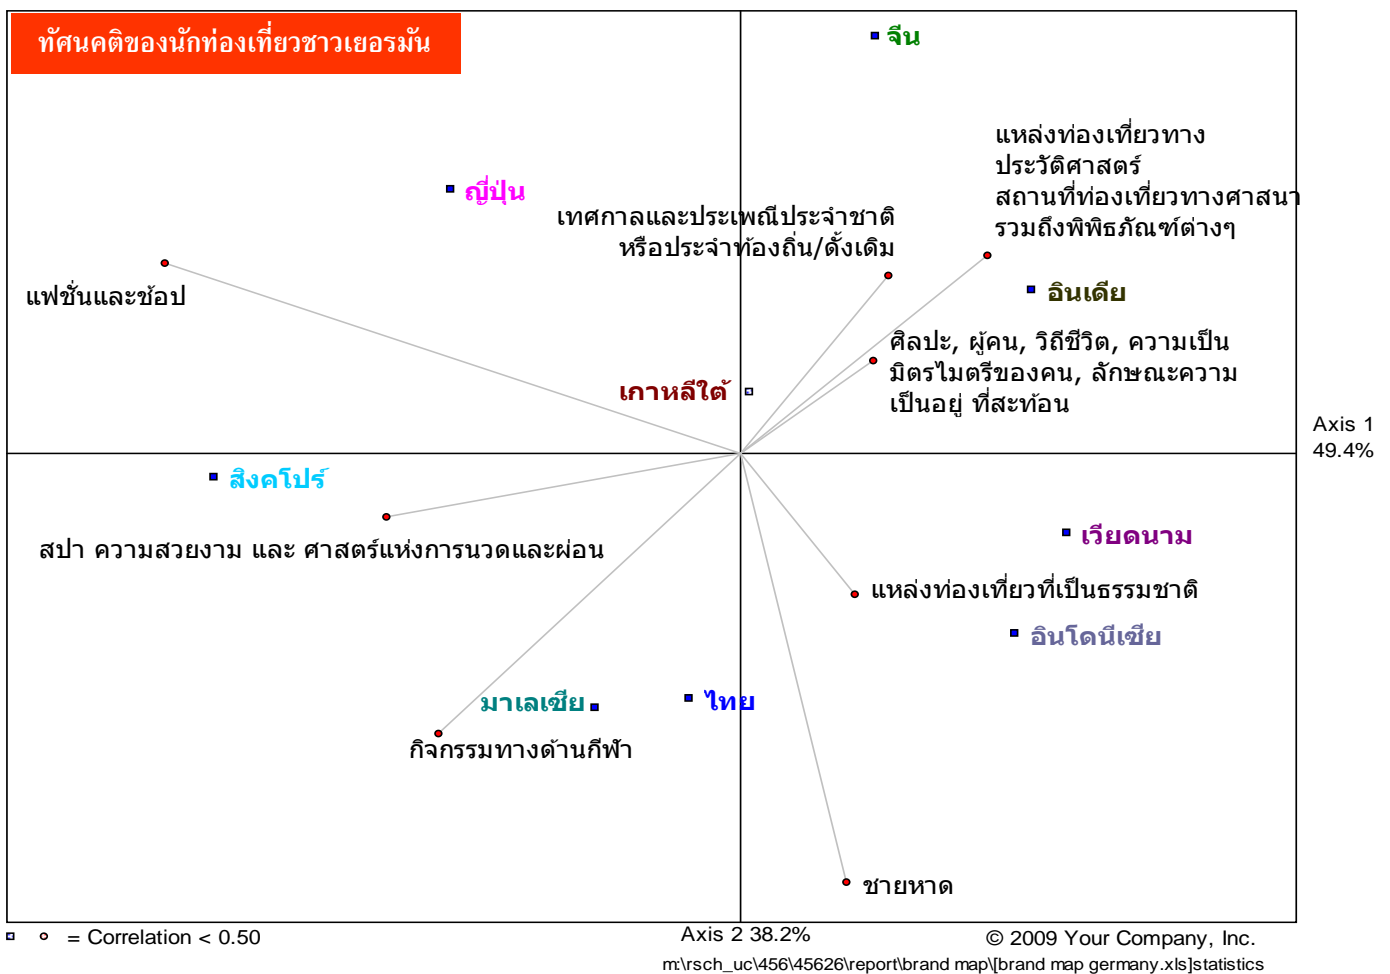 ทัศนคติของนักท่องเที่ยวชาวเยอรมัน
จีน
แหล่งท่องเที่ยวทาง
ประวัติศาสตร์
สถานที่ท่องเที่ยวทางศาสนา
รวมถึงพิพิธภัณฑ์ต่างๆ
ญี่ปุ่น
เทศกาลและประเพณีประจำชาติ
หรือประจำท้องถิ่น/ดั้งเดิม
แฟชั่นและช้อป
อินเดีย
ศิลปะ, ผู้คน, วิถีชีวิต, ความเป็น
มิตรไมตรีของคน, ลักษณะความ
เป็นอยู่ ที่สะท้อน
เกาหลีใต้
Axis 1
49.4%
สิงคโปร์
สปา ความสวยงาม และ ศาสตร์แห่งการนวดและผ่อน
เวียดนาม
แหล่งท่องเที่ยวที่เป็นธรรมชาติ
อินโดนีเซีย
มาเลเซีย
ไทย
กิจกรรมทางด้านกีฬา
ชายหาด
= Correlation < 0.50
Axis 2 38.2%
© 2009 Your Company, Inc.
m:\rsch_uc\456\45626\report\brand map\[brand map germany.xls]statistics